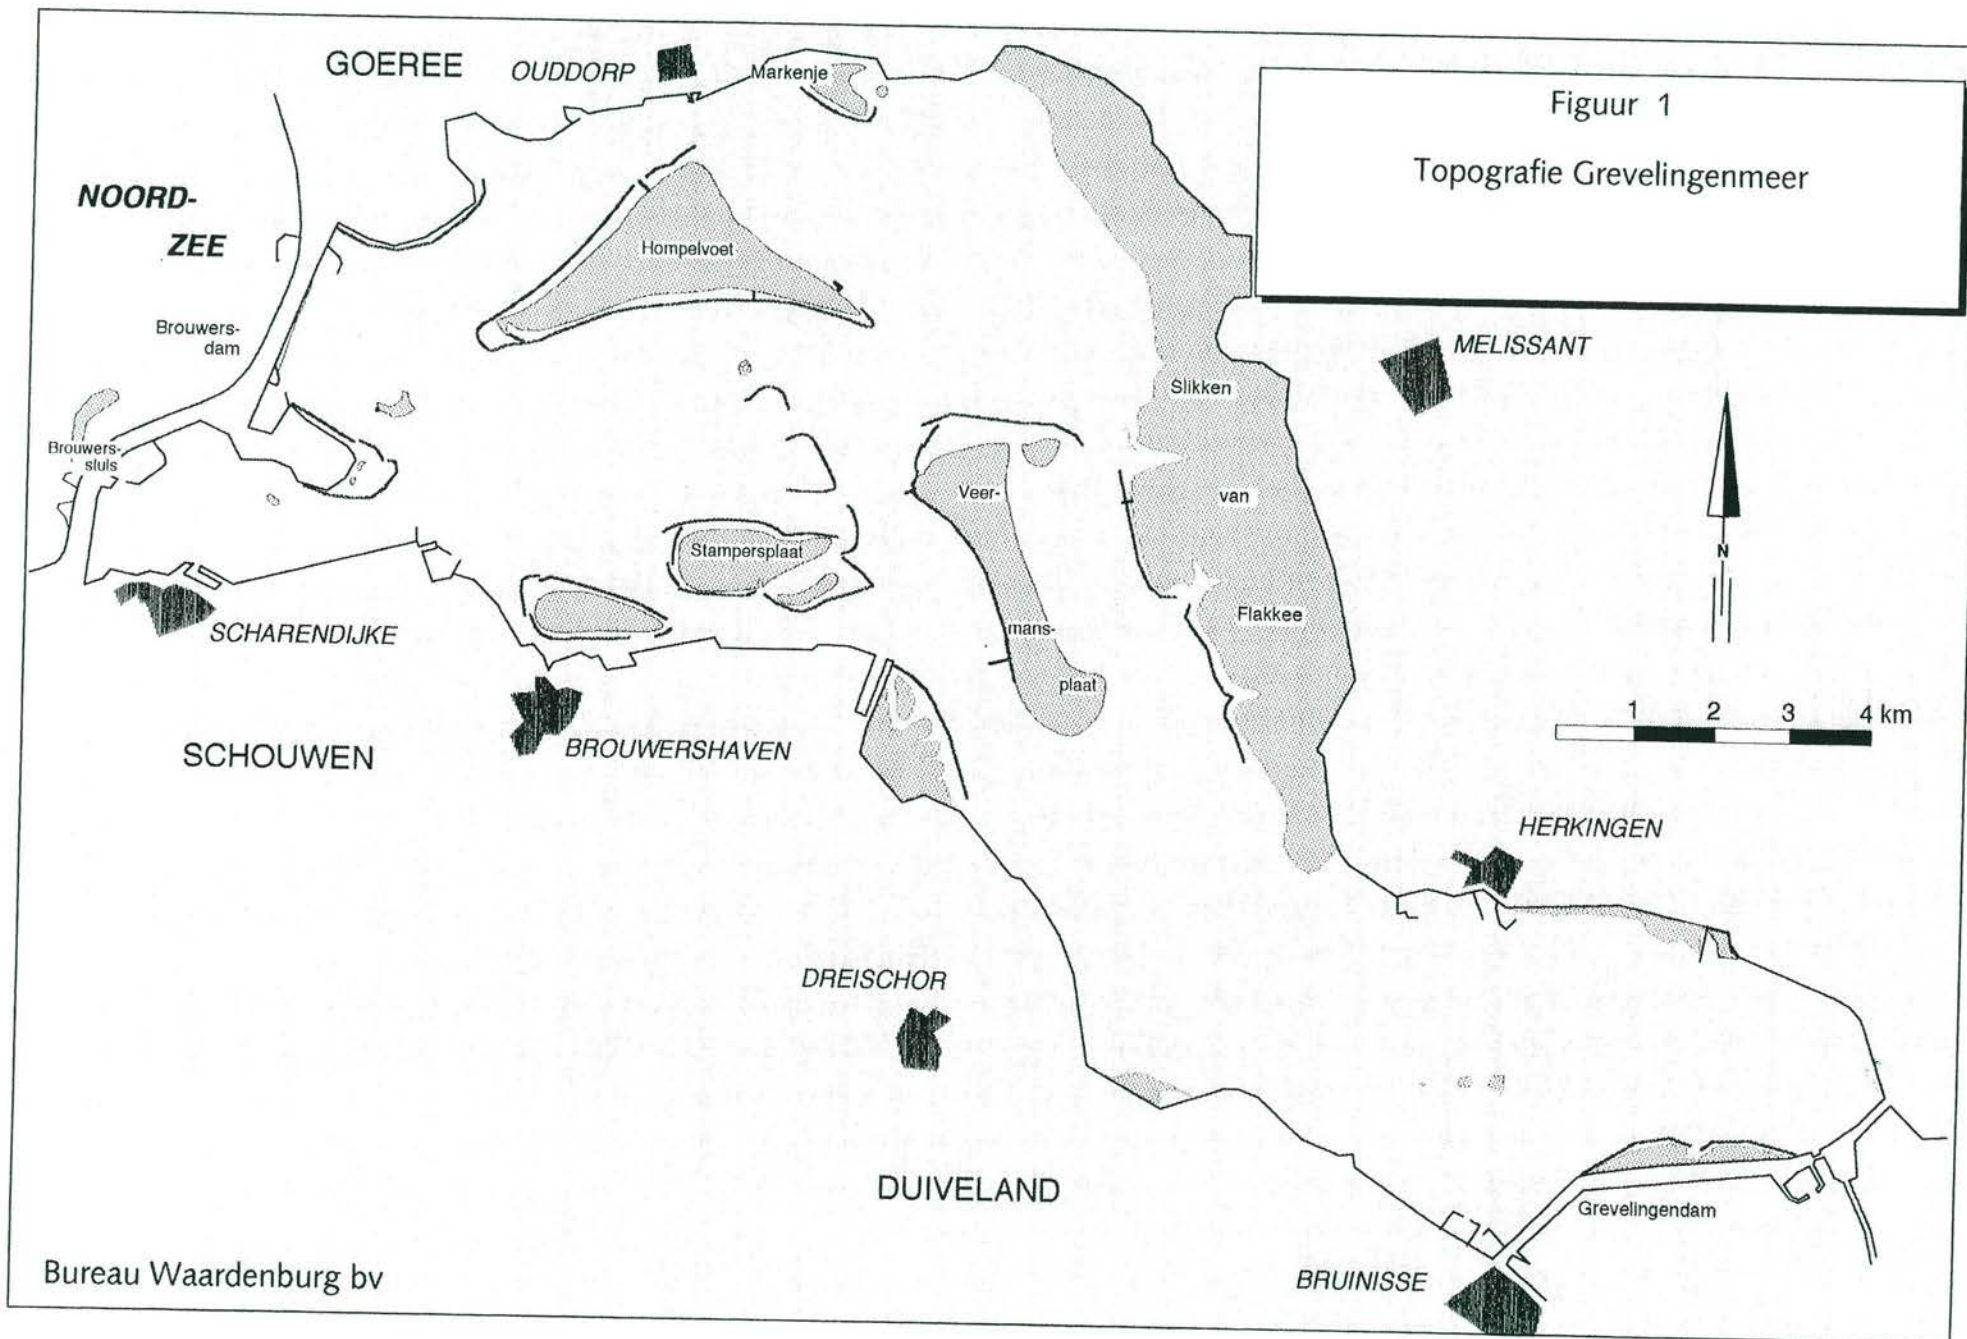 GOEREE
OUDDORP
Markenje
Figuur 1
Topografie Grevelingenmeer
NOORD-
ZEE
Hompelvoet
Brouwers-
dam
MELISSANT
Slikken
Brouwers-
sluis
Veer-
van
Stampersplaat
N
Flakkee
SCHARENDIJKE
mans-
plaat
1 2 3 4 km
BROUWERSHAVEN
SCHOUWEN
HERKINGEN
DREISCHOR
DUIVELAND
Grevelingendam
Bureau Waardenburg bv
BRUINISSE